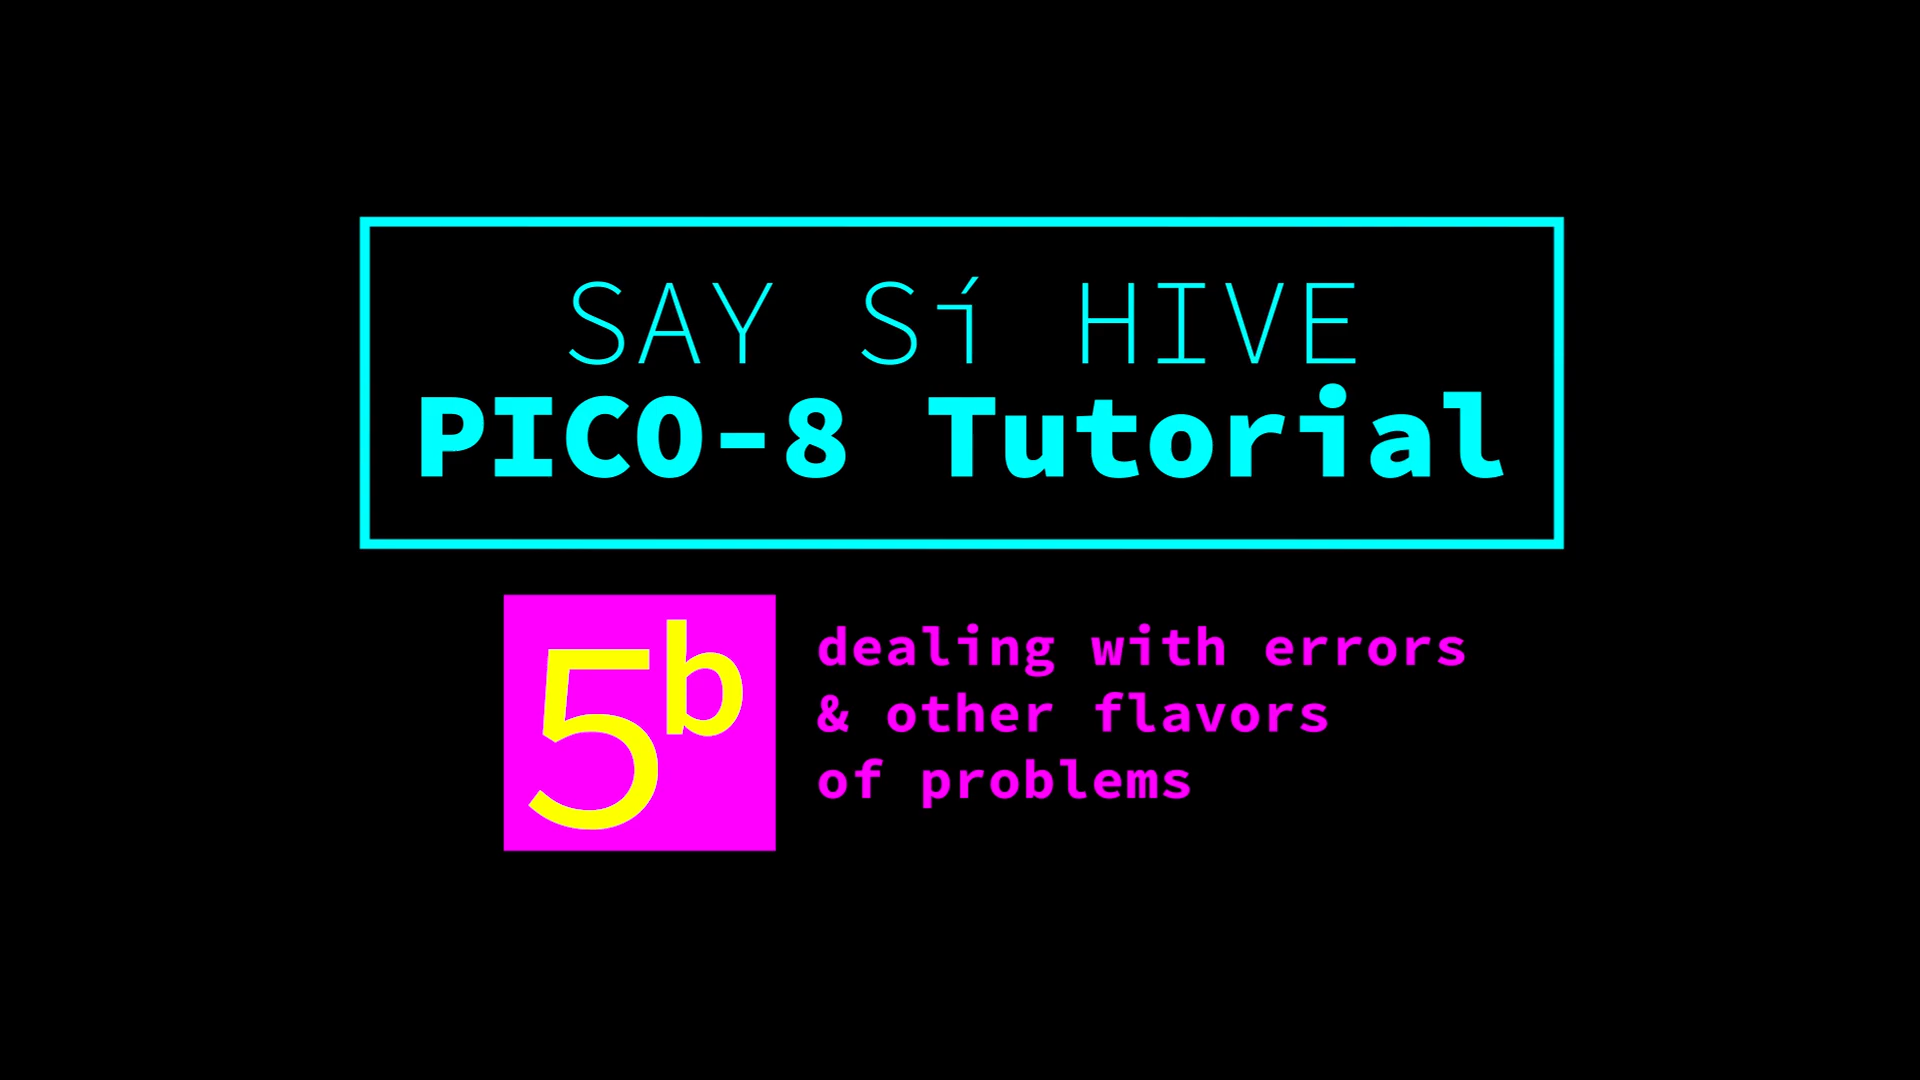 SAY Sí HIVE
PICO-8 Tutorial
5b
dealing with errors
& other flavors
of problems